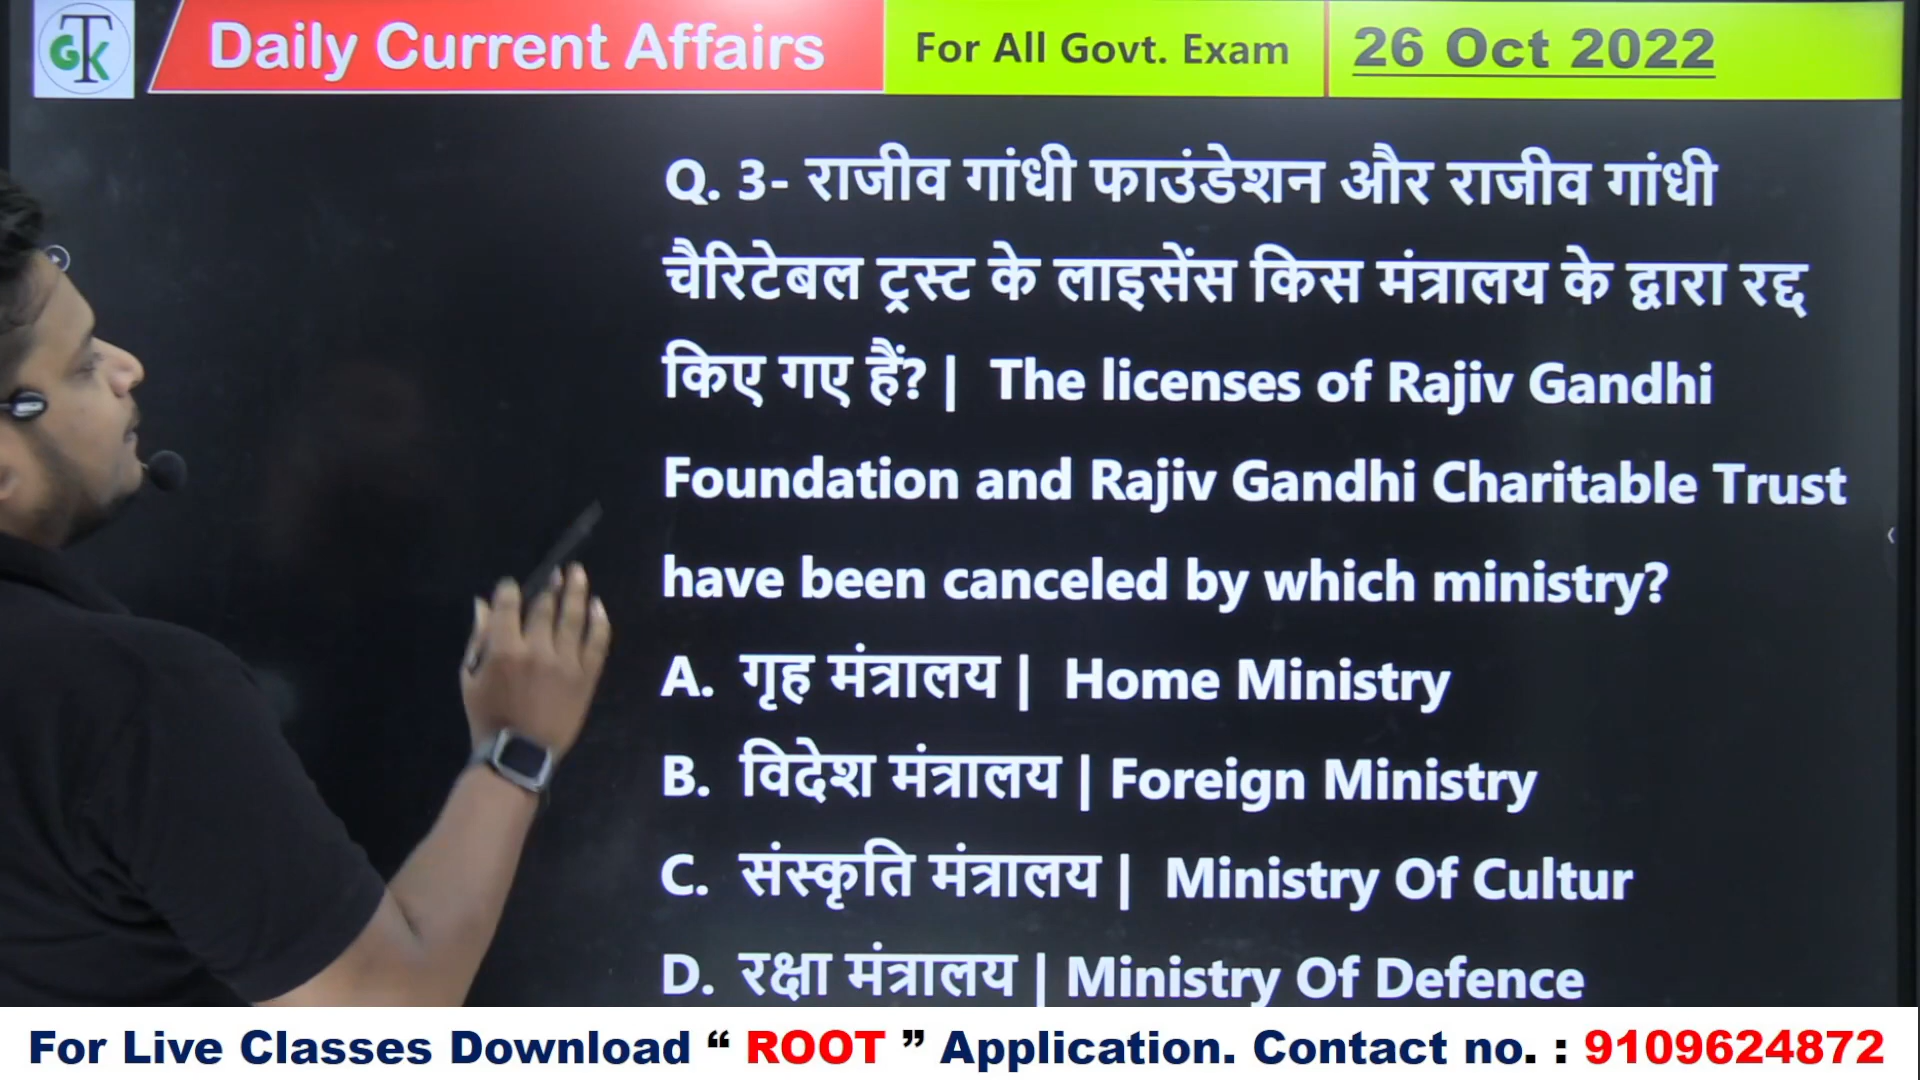 TGK
Daily Current Affairs
For All Govt. Exam
26 Oct 2022
Q. 3- राजीव गांधी फाउंडेशन और राजीव गांधी
चैरिटेबल ट्रस्ट के लाइसेंस किस मंत्रालय के द्वारा रद्द
किए गए हैं? | The licenses of Rajiv Gandhi
Foundation and Rajiv Gandhi Charitable Trust
have been canceled by which ministry?
A. गृह मंत्रालय | Home Ministry
B. विदेश मंत्रालय | Foreign Ministry
C. संस्कृति मंत्रालय | Ministry Of Cultur
D. रक्षा मंत्रालय | Ministry Of Defence
For Live Classes Download “ ROOT ” Application. Contact no. : 9109624872